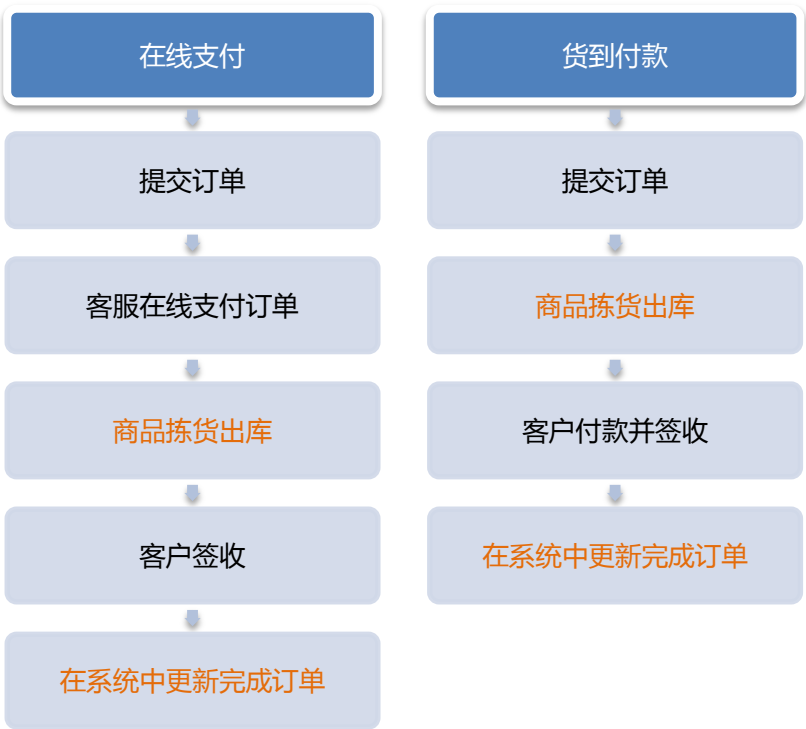 在线支付
提交订单
客服在线支付订单
商品拣货出库
客户签收
在系统中更新完成订单
货到付款
提交订单
商品拣货出库
客户付款并签收
在系统中更新完成订单